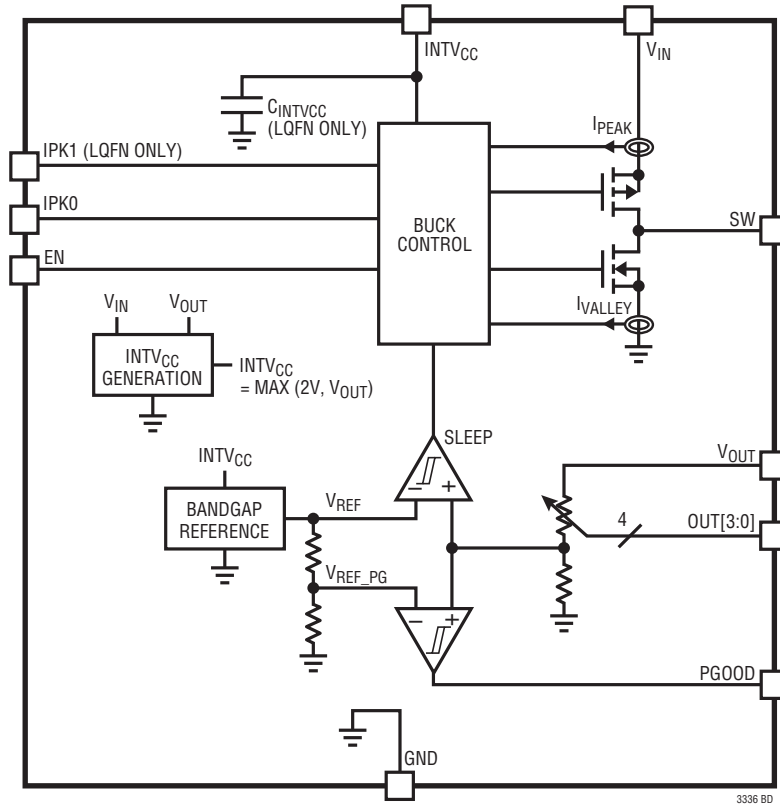 INTVCC
VIN
CINTVCC
(LQFN ONLY)
IPEAK
IPK1 (LQFN ONLY)
IPK0
EN
BUCK
CONTROL
SW
IVALLEY
VIN
VOUT
INTVCC
GENERATION
INTVCC
= MAX (2V, VOUT)
SLEEP
–
+
INTVCC
BANDGAP
REFERENCE
VREF
VOUT
4
OUT[3:0]
VREF_PG
–
+
PGOOD
GND
3336 BD